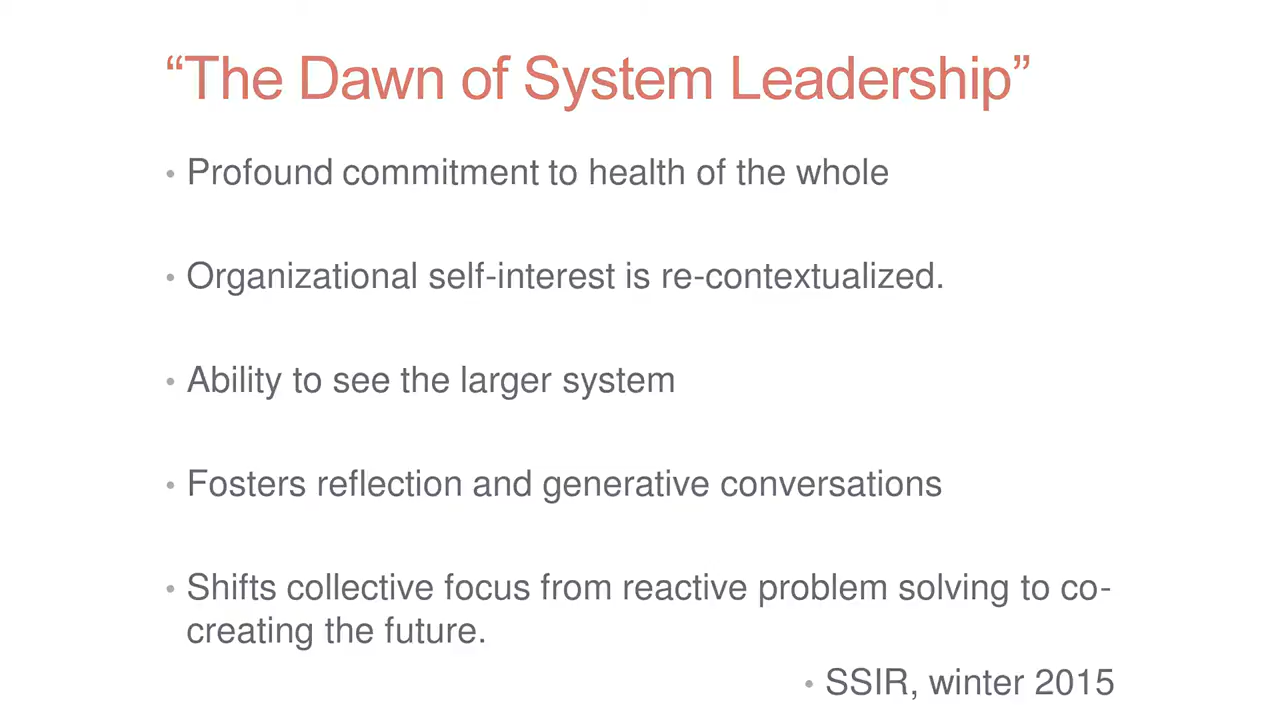 “The Dawn of System Leadership”
• Profound commitment to health of the whole
• Organizational self-interest is re-contextualized.
• Ability to see the larger system
• Fosters reflection and generative conversations
• Shifts collective focus from reactive problem solving to co-
creating the future.
• SSIR, winter 2015